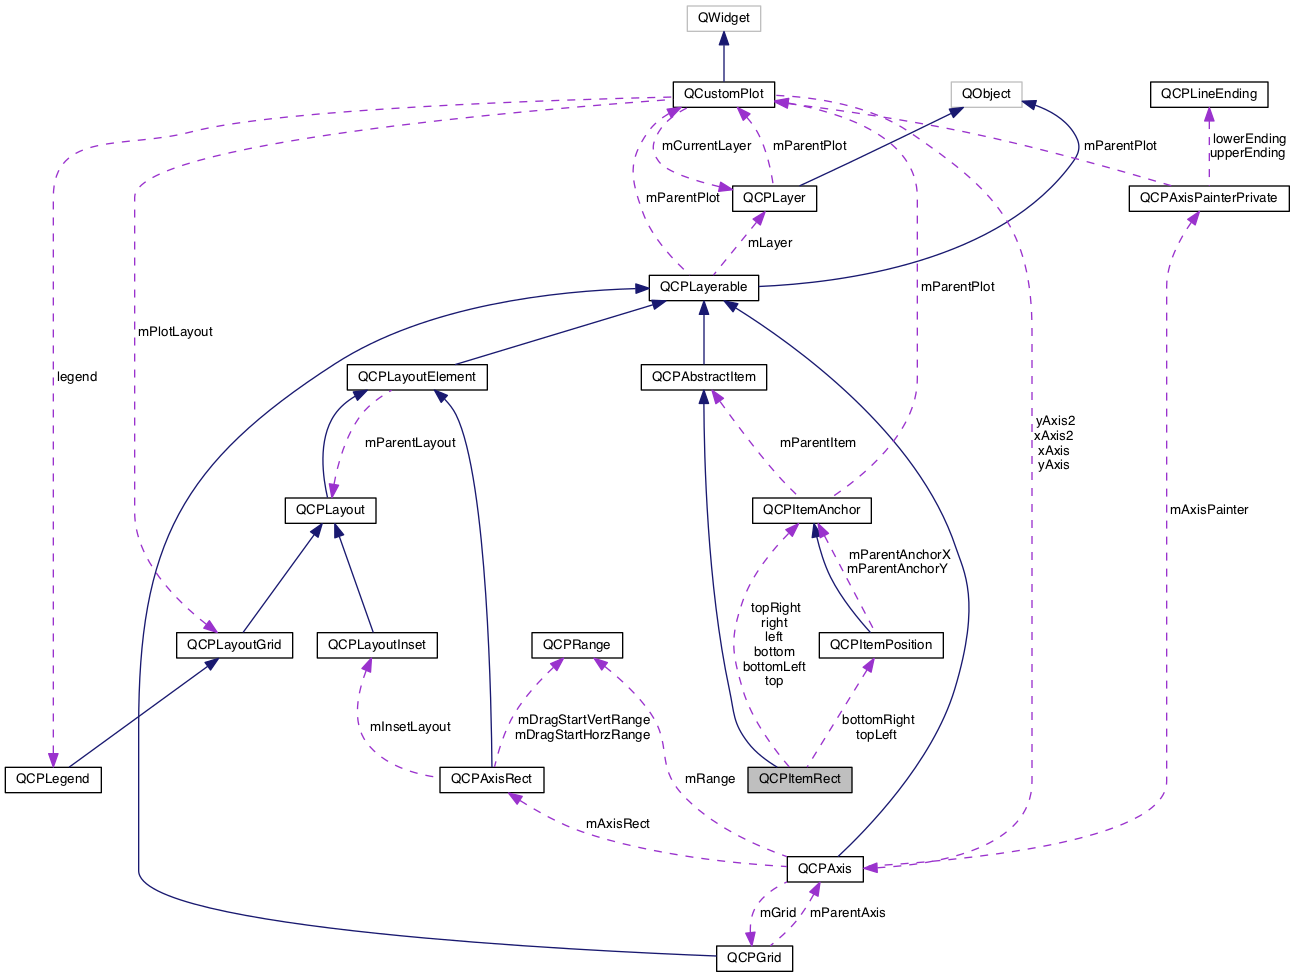 QWidget
QCustomPlot
QObject
QCPLineEnding
mCurrentLayer
mParentPlot
mParentPlot
lowerEnding
upperEnding
mParentPlot
QCPLayer
QCPAxisPainterPrivate
mLayer
QCPLayerable
mParentPlot
mPlotLayout
legend
QCPLayoutElement
QCPAbstractItem
mParentLayout
mParentItem
yAxis2
xAxis2
xAxis
yAxis
QCPLayout
QCPItemAnchor
mAxisPainter
mParentAnchorX
mParentAnchorY
topRight
right
left
bottom
bottomLeft
top
QCPLayoutGrid
QCPLayoutInset
QCPRange
QCPItemPosition
mInsetLayout
mDragStartVertRange
mDragStartHorzRange
bottomRight
topLeft
QCPLegend
QCPAxisRect
mRange
QCPItemRect
mAxisRect
QCPAxis
mGrid
mParentAxis
QCPGrid